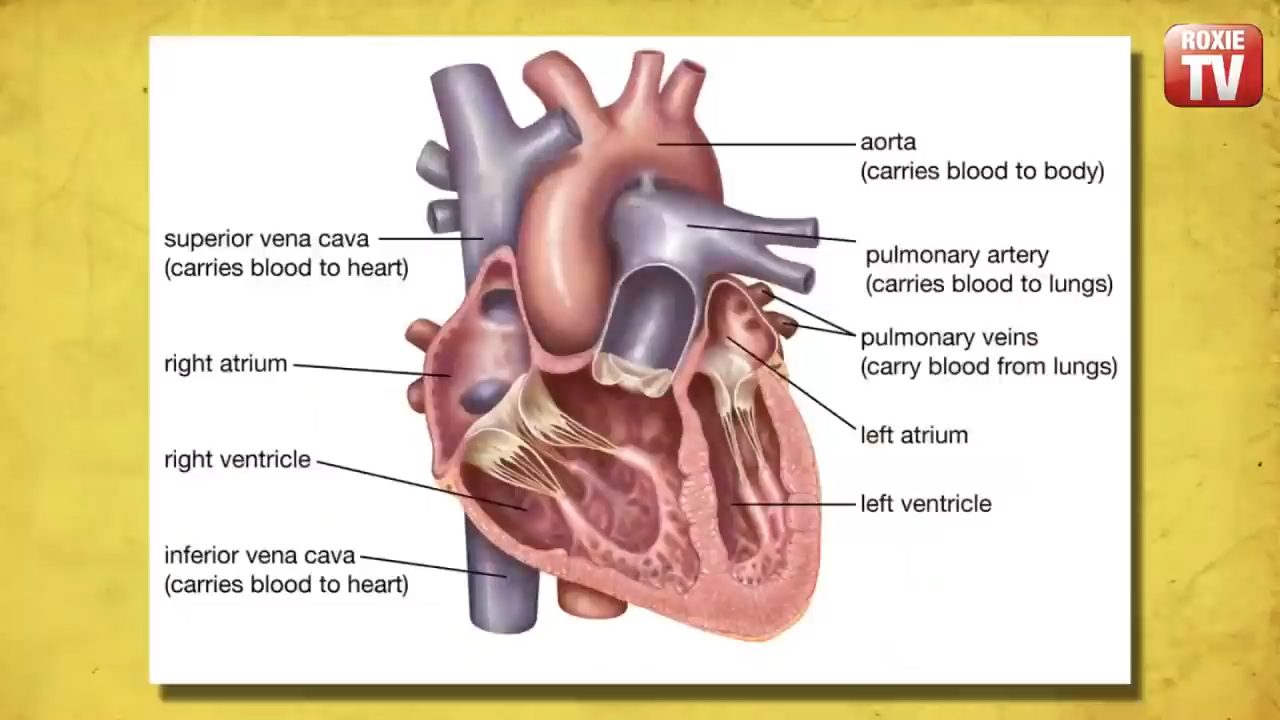 ROXIE
TV
aorta
(carries blood to body)
superior vena cava
(carries blood to heart)
pulmonary artery
(carries blood to lungs)
pulmonary veins
(carry blood from lungs)
right atrium
left atrium
right ventricle
left ventricle
inferior vena cava
(carries blood to heart)